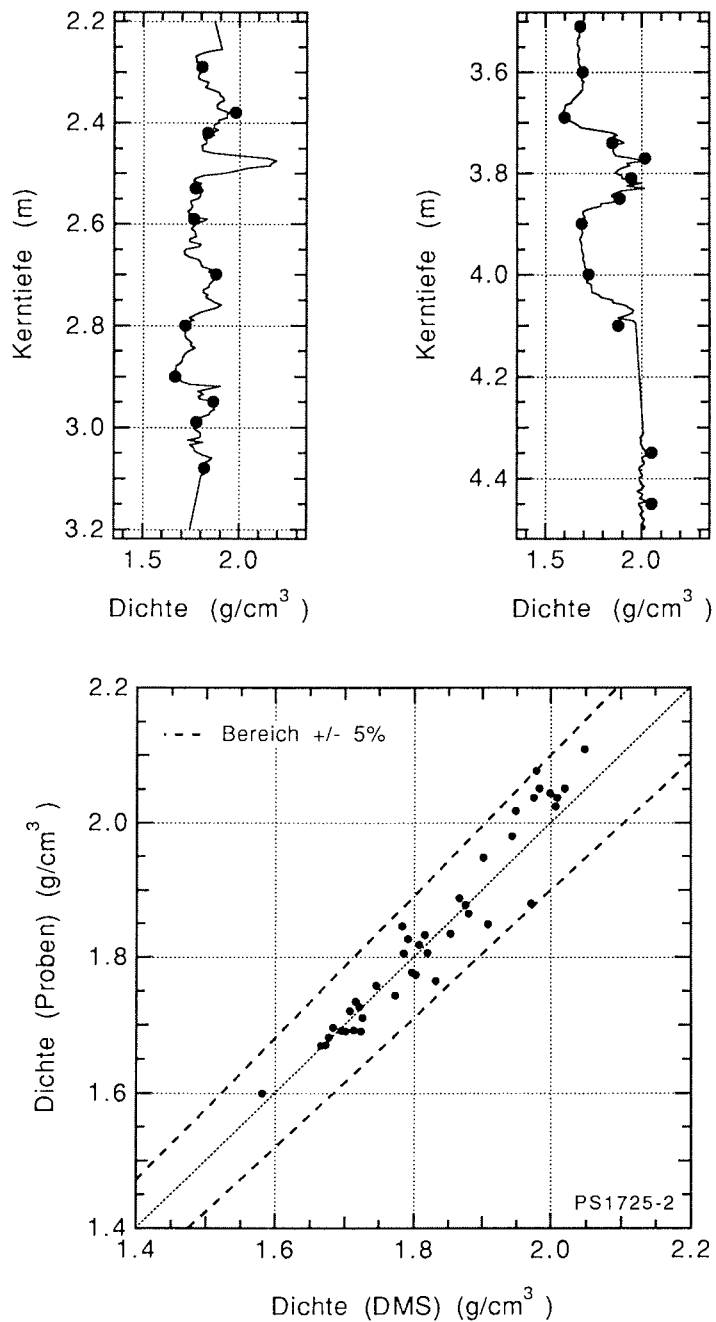 2.2
2.4
2.6
2.8
3.0
3.2
Kerntiefe (m)
1.5 2.0
Dichte (g/cm³ )
3.6
3.8
4.0
4.2
4.4
Kerntiefe (m)
1.5 2.0
Dichte (g/cm³ )
2.2
2.0
1.8
1.6
1.4
Dichte (Proben) (g/cm³)
Bereich +/- 5%
PS1725-2
1.4 1.6 1.8 2.0 2.2
Dichte (DMS) (g/cm³ )